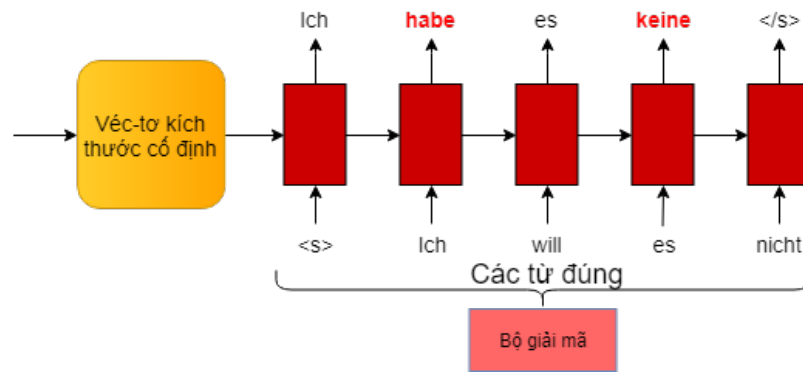 Ich habe es keine </s>
Véc-tơ kích
thước cố định
<s> Ich will es nicht
Các từ đúng
Bộ giải mã